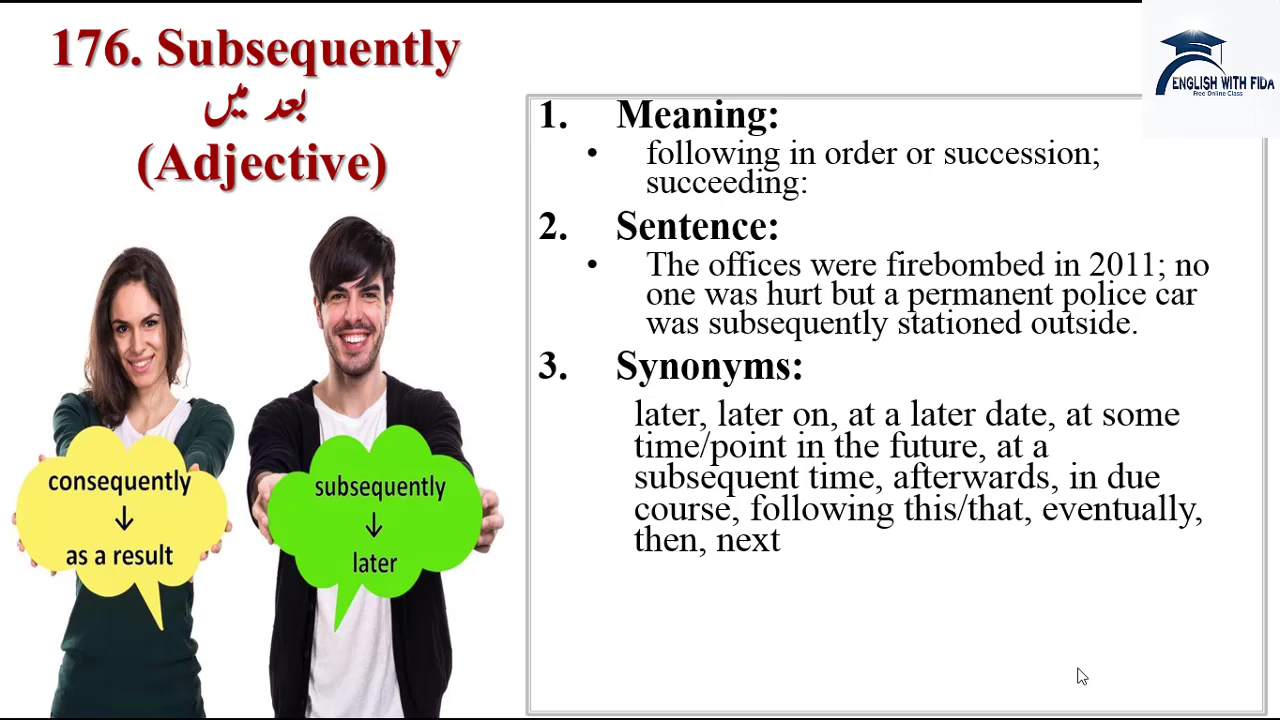 176. Subsequently
بعد میں
(Adjective)
ENGLISH WITH FIDA
Free Online Class
1. Meaning:
• following in order or succession;
succeeding:
2. Sentence:
• The offices were firebombed in 2011; no
one was hurt but a permanent police car
was subsequently stationed outside.
3. Synonyms:
later, later on, at a later date, at some
time/point in the future, at a
subsequent time, afterwards, in due
course, following this/that, eventually,
then, next
consequently
↓
as a result
subsequently
↓
later